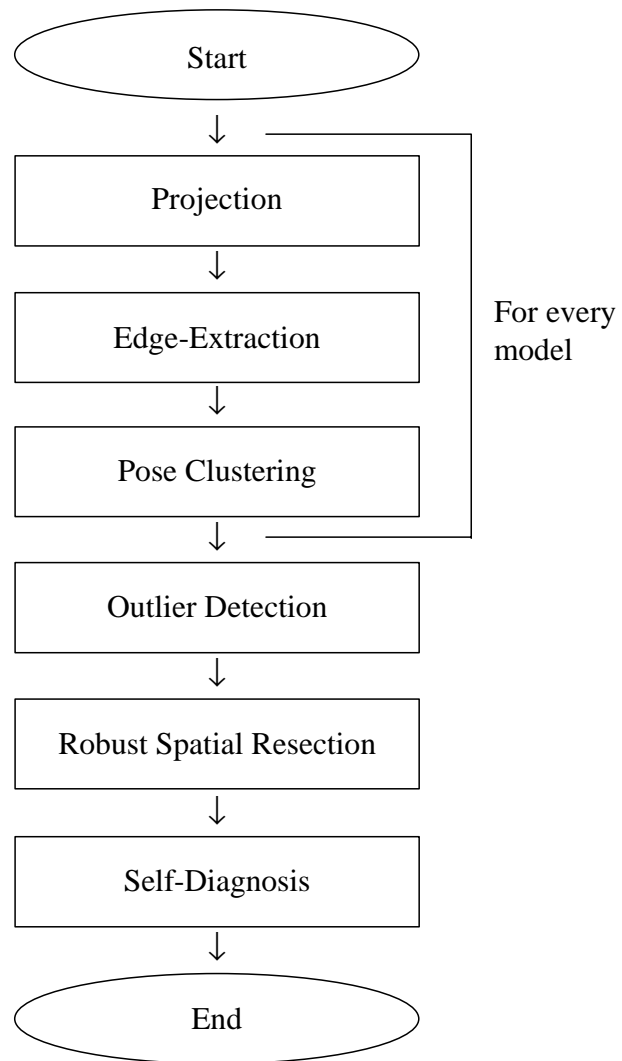 Start
Projection
Edge-Extraction
For every
model
Pose Clustering
Outlier Detection
Robust Spatial Resection
Self-Diagnosis
End